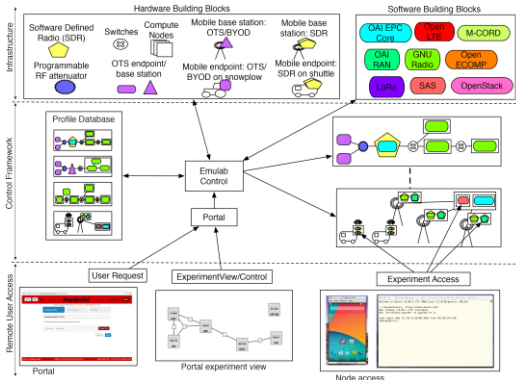 Hardware Building Blocks
Software Building Blocks
Infrastructure
Software Defined
Radio (SDR)
Switches
Compute
Nodes
Mobile base station:
OTS/BYOD
Mobile base
station: SDR
Programmable
RF attenuator
OTS endpoint/
base station
Mobile endpoint: OTS/
BYOD on snowplow
Mobile endpoint:
SDR on shuttle
OAI EPC
Core
Open
LTE
M-CORD
OAI
RAN
GNU
Radio
Open
ECOMP
LoRa
SAS
OpenStack
Control Framework
Profile Database
Emulab
Control
Portal
Remote User Access
User Request
ExperimentView/Control
Experiment Access
Portal
Portal experiment view
Node access